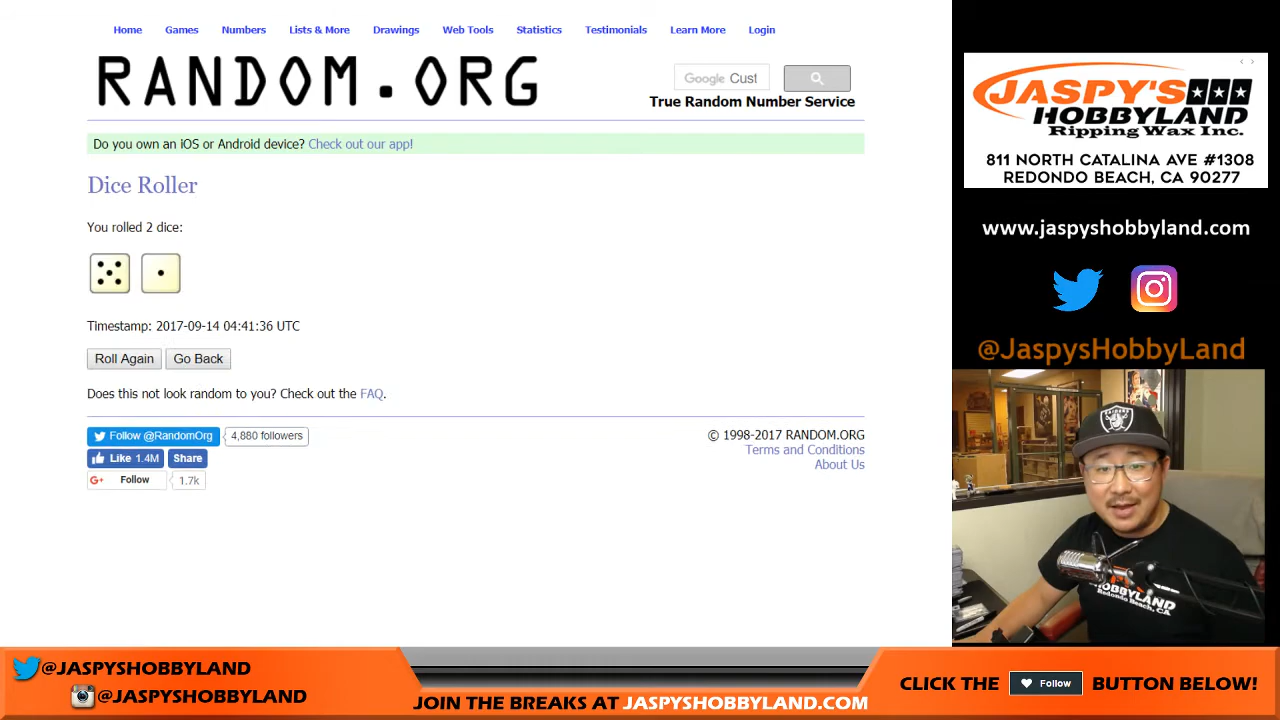 Home Games Numbers Lists & More Drawings Web Tools Statistics Testimonials Learn More Login
RANDOM.ORG
Google Cust
True Random Number Service
Do you own an iOS or Android device? Check out our app!
Dice Roller
You rolled 2 dice:
Timestamp: 2017-09-14 04:41:36 UTC
Roll Again Go Back
Does this not look random to you? Check out the FAQ.
Follow @RandomOrg 4,880 followers
Like 1.4M Share
G+ Follow 1.7k
© 1998-2017 RANDOM.ORG
Terms and Conditions
About Us
JASPY'S
HOBBYLAND
Ripping Wax Inc.
811 NORTH CATALINA AVE #1308
REDONDO BEACH, CA 90277
www.jaspyshobbyland.com
@JaspysHobbyLand
RAIDERS
HOBBYLAND
Redondo Beach, CA
@JASPYSHOBBYLAND
@JASPYSHOBBYLAND
JOIN THE BREAKS AT JASPYSHOBBYLAND.COM
CLICK THE Follow BUTTON BELOW!